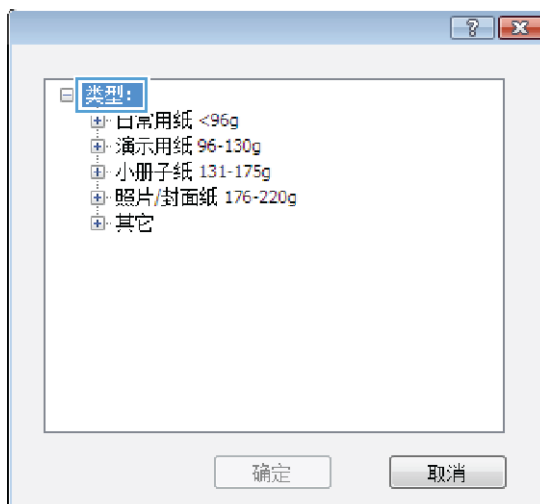 类型：
日常用纸 <96g
演示用纸 96-130g
小册子纸 131-175g
照片/封面纸 176-220g
其它
确定
取消